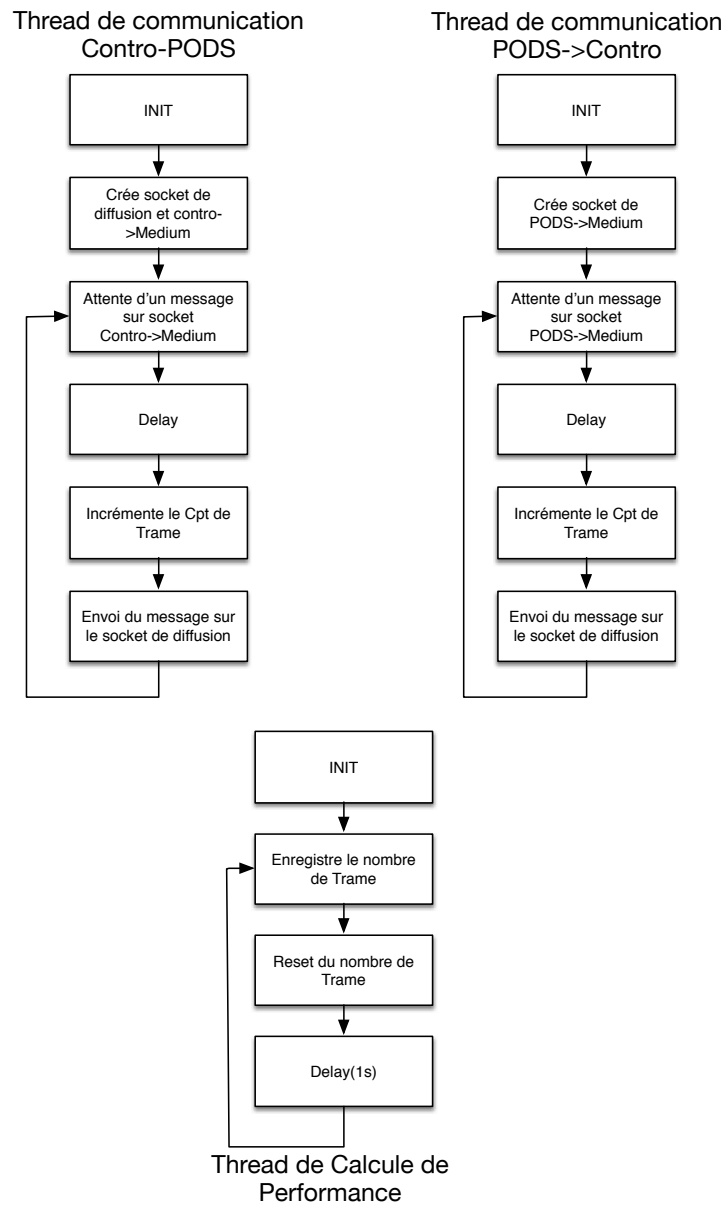 Thread de communication
Contro-PODS
INIT
Crée socket de
diffusion et contro-
>Medium
Attente d'un message
sur socket
Contro->Medium
Delay
Incrémente le Cpt de
Trame
Envoi du message sur
le socket de diffusion
Thread de communication
PODS->Contro
INIT
Crée socket de
PODS->Medium
Attente d'un message
sur socket
PODS->Medium
Delay
Incrémente le Cpt de
Trame
Envoi du message sur
le socket de diffusion
INIT
Enregistre le nombre
de Trame
Reset du nombre de
Trame
Delay(1s)
Thread de Calcule de
Performance